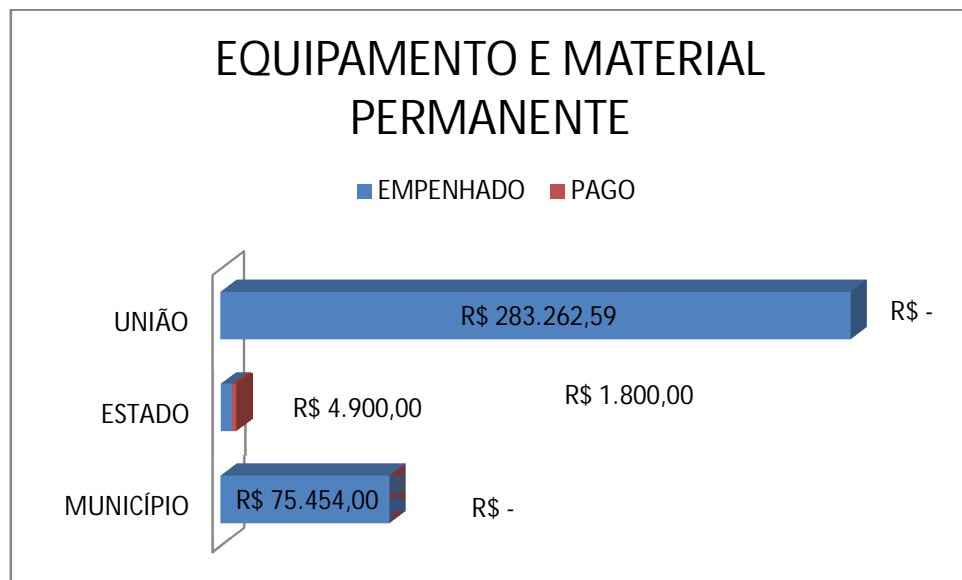 EQUIPAMENTO E MATERIAL
PERMANENTE
EMPENHADO PAGO
UNIÃO R$ 283.262,59 R$ -
ESTADO R$ 4.900,00 R$ 1.800,00
MUNICÍPIO R$ 75.454,00 R$ -